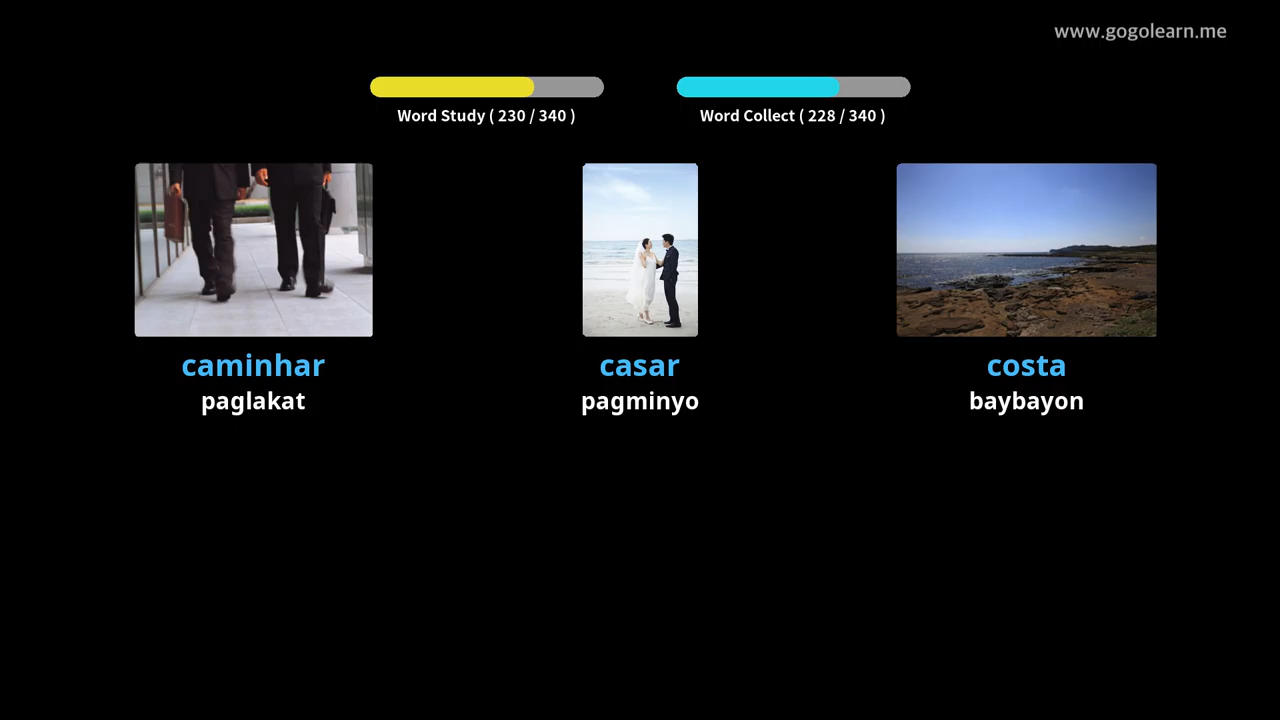 www.gogolearn.me
Word Study ( 230 / 340 )
Word Collect ( 228 / 340 )
caminhar
paglakat
casar
pagminyo
costa
baybayon